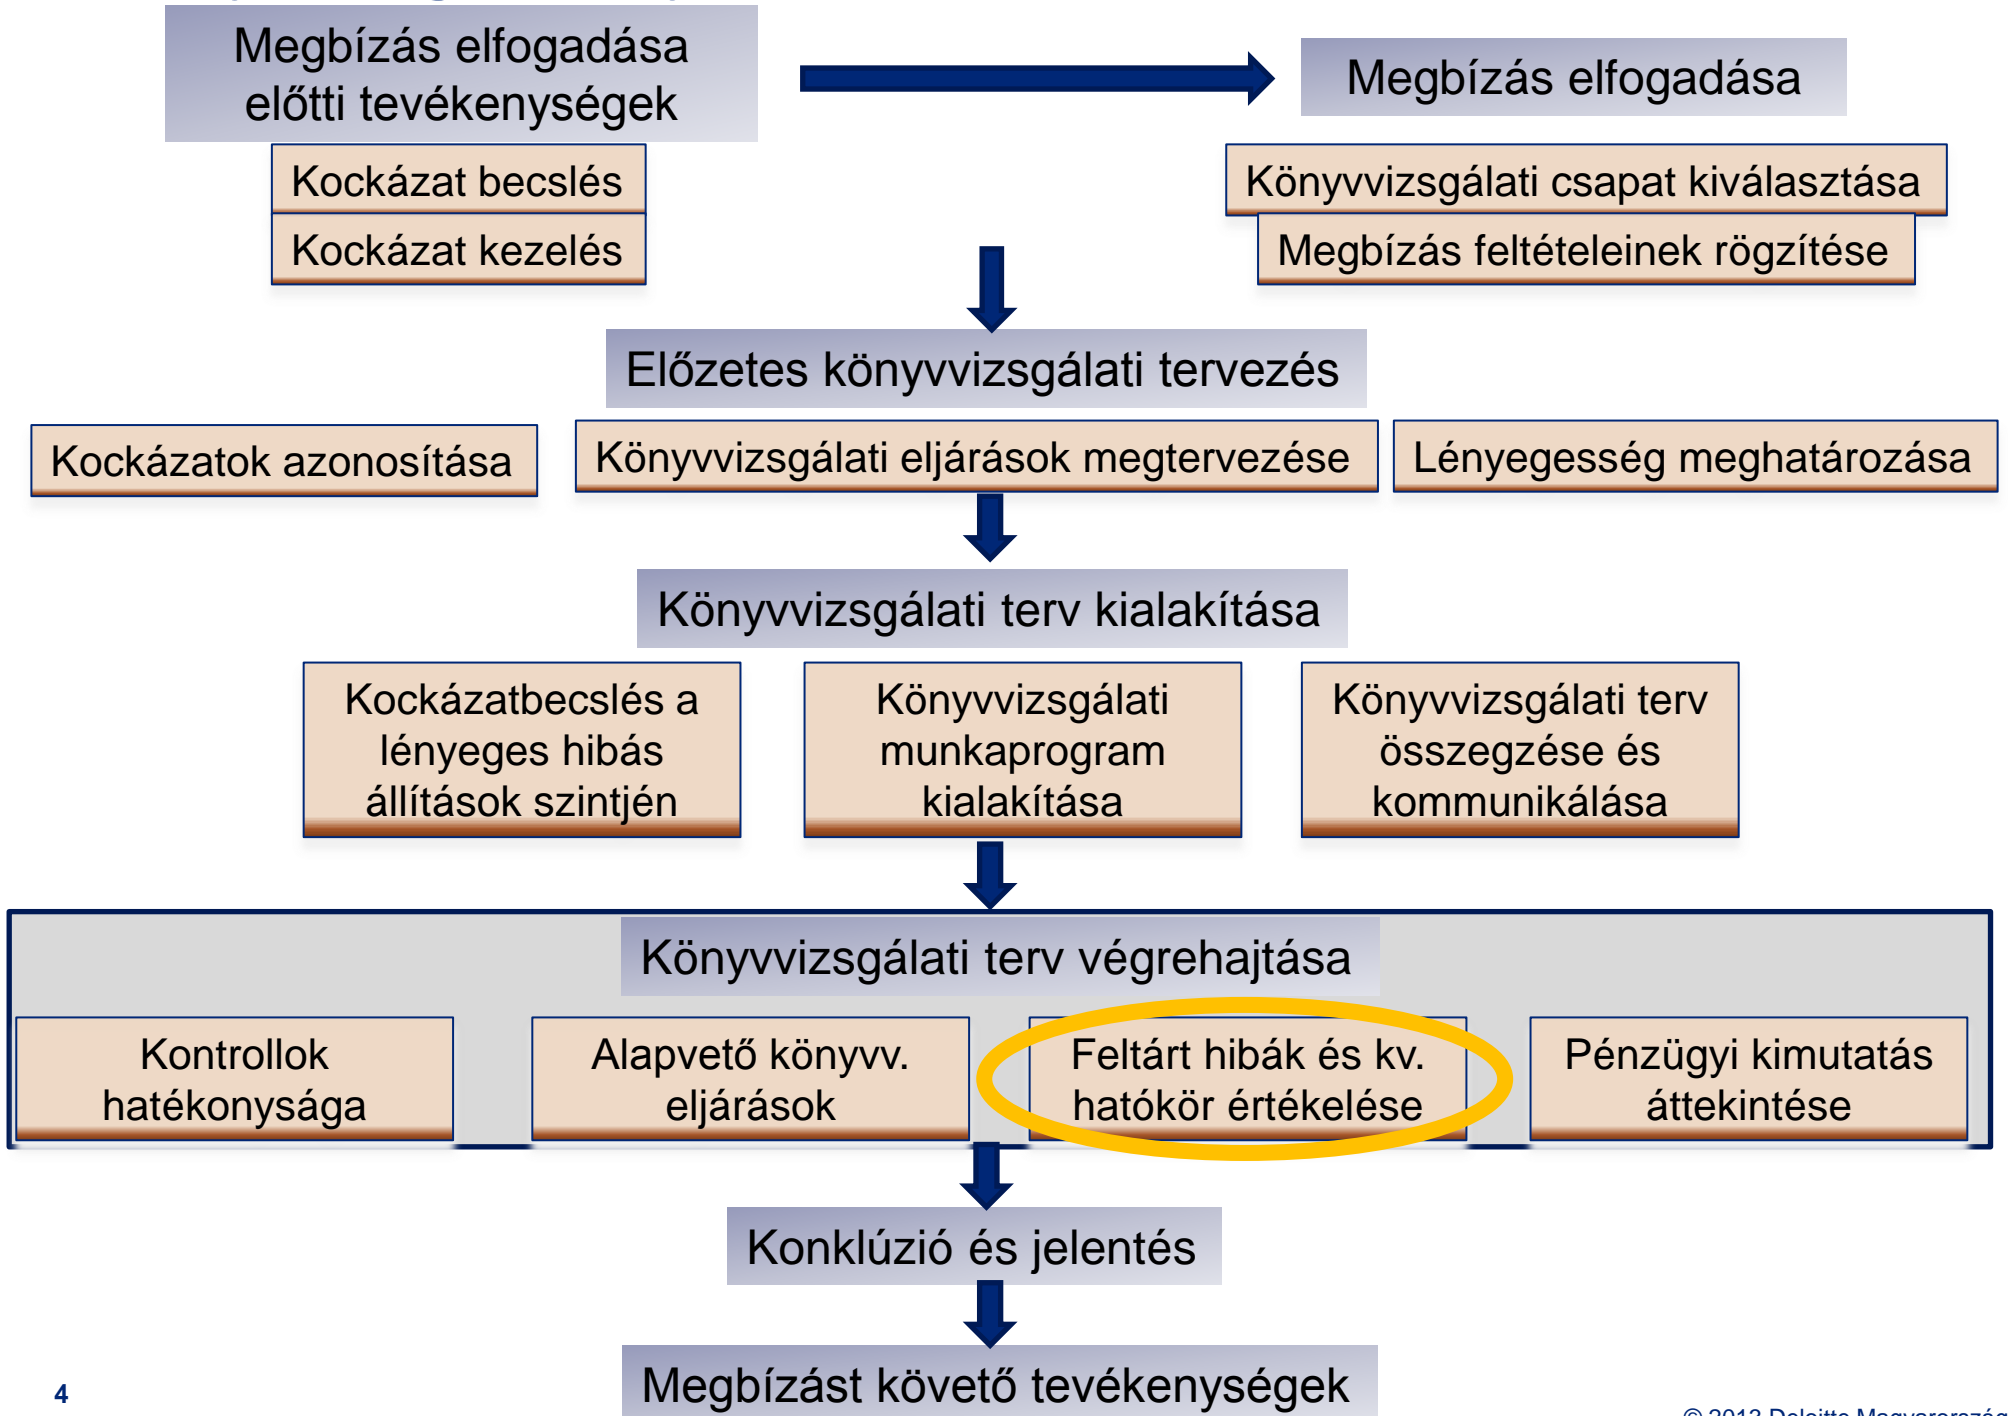 Megbízás elfogadása
előtti tevékenységek
Megbízás elfogadása
Kockázat becslés
Kockázat kezelés
Könyvvizsgálati csapat kiválasztása
Megbízás feltételeinek rögzítése
Előzetes könyvvizsgálati tervezés
Kockázatok azonosítása
Könyvvizsgálati eljárások megtervezése
Lényegesség meghatározása
Könyvvizsgálati terv kialakítása
Kockázatbecslés a
lényeges hibás
állítások szintjén
Könyvvizsgálati
munkaprogram
kialakítása
Könyvvizsgálati terv
összegzése és
kommunikálása
Könyvvizsgálati terv végrehajtása
Kontrollok
hatékonysága
Alapvető könyvv.
eljárások
Feltárt hibák és kv.
hatókör értékelése
Pénzügyi kimutatás
áttekintése
Konklúzió és jelentés
Megbízást követő tevékenységek
4
© 2013 Deloitte Magyarország